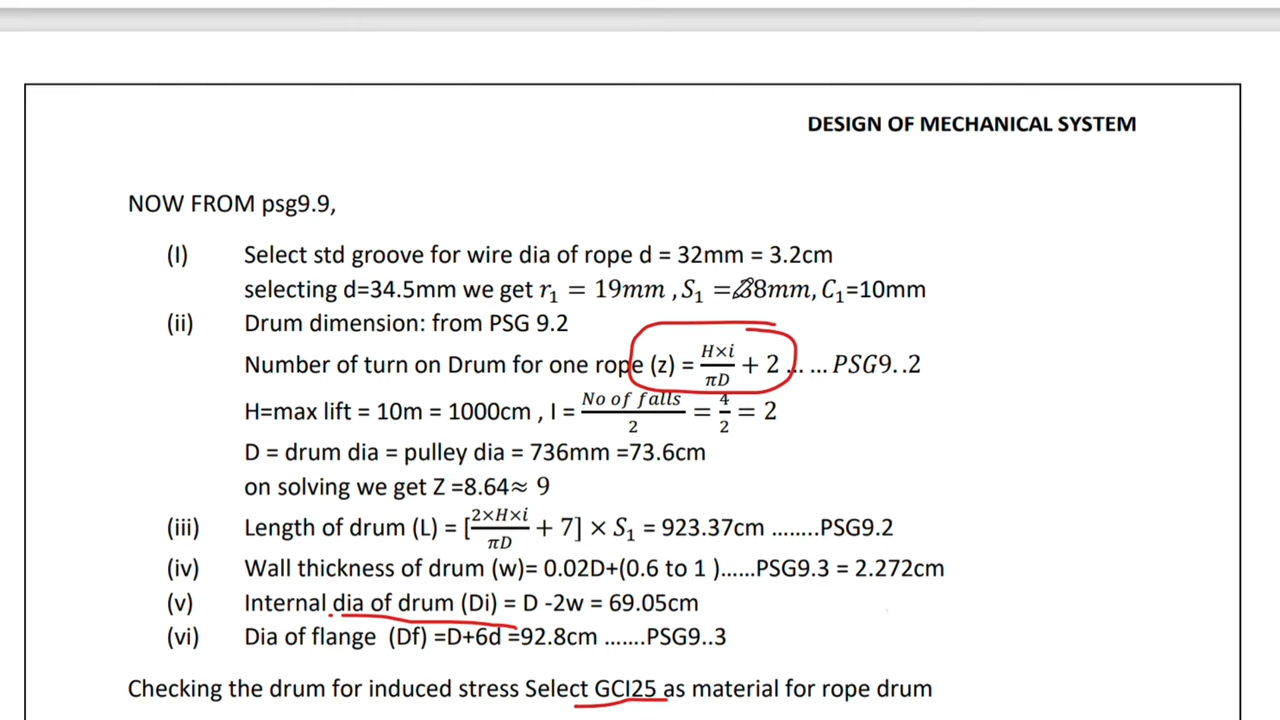 DESIGN OF MECHANICAL SYSTEM
NOW FROM psg9.9,
(I) Select std groove for wire dia of rope d = 32mm = 3.2cm
selecting d=34.5mm we get r₁ = 19mm , S₁ =38mm, C₁=10mm
(ii) Drum dimension: from PSG 9.2
Number of turn on Drum for one rope (z) = H×i/πD + 2 … … PSG9. .2
H=max lift = 10m = 1000cm , I = No of falls/2 = 4/2 = 2
D = drum dia = pulley dia = 736mm =73.6cm
on solving we get Z =8.64≈ 9
(iii) Length of drum (L) = [2×H×i/πD + 7] × S₁ = 923.37cm ........PSG9.2
(iv) Wall thickness of drum (w)= 0.02D+(0.6 to 1 )......PSG9.3 = 2.272cm
(v) Internal dia of drum (Di) = D -2w = 69.05cm
(vi) Dia of flange (Df) =D+6d =92.8cm .......PSG9..3
Checking the drum for induced stress Select GCI25 as material for rope drum